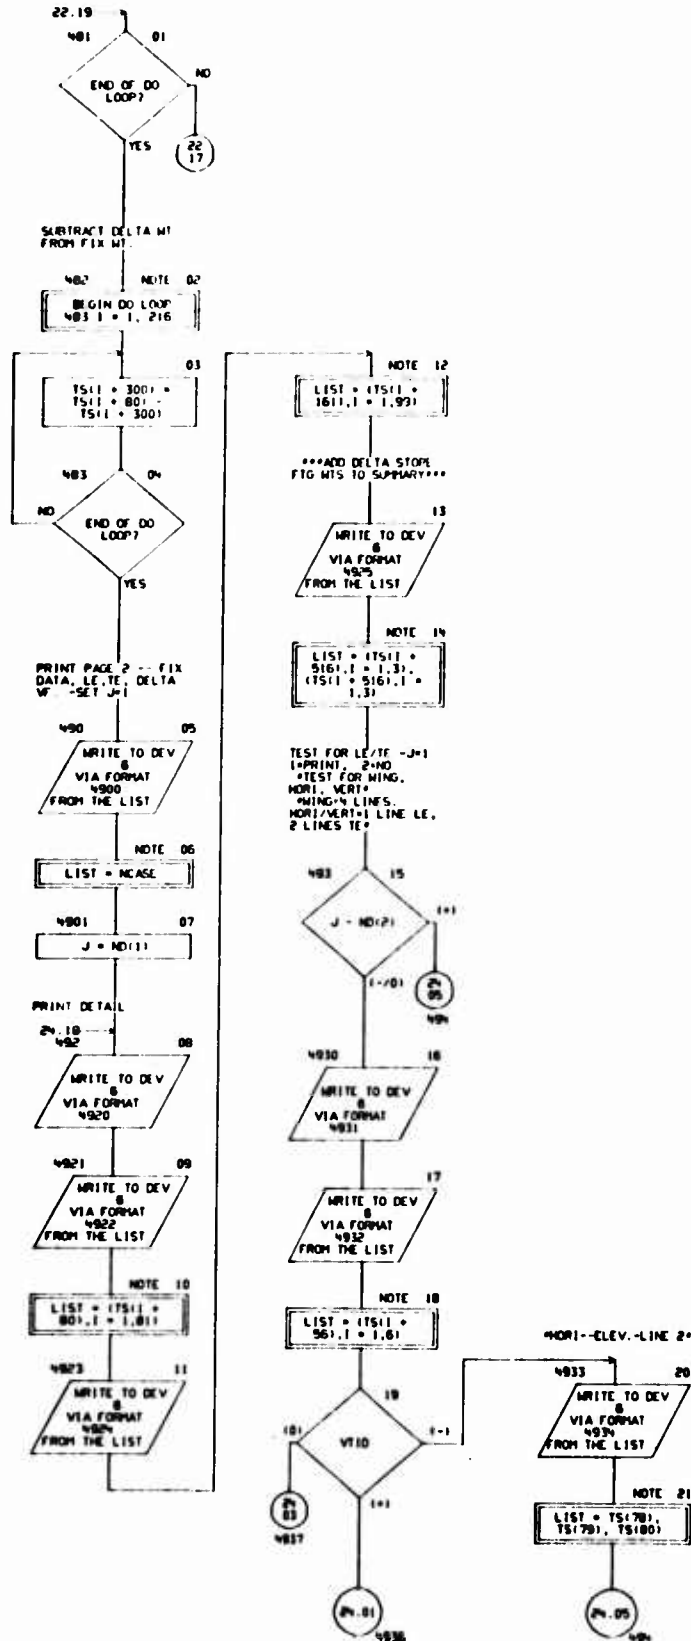 22.19
481 01
END OF DO
LOOP?
NO
YES
22
17
SUBTRACT DELTA WT
FROM FIX WT.
482 NOTE 02
BEGIN DO LOOP
483 I = 1, 216
03
TS(I + 300) =
TS(I + 80) -
TS(I + 300)
483 04
NO
END OF DO
LOOP?
YES
PRINT PAGE 2 -- FIX
DATA, LE,TE, DELTA
VF. -SET J=1
490 05
WRITE TO DEV
6
VIA FORMAT
4900
FROM THE LIST
NOTE 06
LIST = NCASE
4901 07
J = ND(1)
PRINT DETAIL
24.18
492 08
WRITE TO DEV
6
VIA FORMAT
4920
4921 09
WRITE TO DEV
6
VIA FORMAT
4922
FROM THE LIST
NOTE 10
LIST = (TS(I +
80),I = 1,81)
4923 11
WRITE TO DEV
6
VIA FORMAT
4924
FROM THE LIST
NOTE 12
LIST = (TS(I +
161),I = 1,99)
***ADD DELTA STOPE
FTG WTS TO SUMMARY***
13
WRITE TO DEV
6
VIA FORMAT
4925
FROM THE LIST
NOTE 14
LIST = (TS(I +
516),I = 1,3),
(TS(I + 516),I =
1,3)
TEST FOR LE/TE -J=1
1=PRINT, 2=NO
*TEST FOR WING,
HORI, VERT*
*WING=4 LINES.
HORI/VERT=1 LINE LE,
2 LINES TE*
493 15
J - ND(2)
(+)
(-/0)
24
05
494
4930 16
WRITE TO DEV
6
VIA FORMAT
4931
17
WRITE TO DEV
6
VIA FORMAT
4932
FROM THE LIST
NOTE 18
LIST = (TS(I +
56),I = 1,6)
19
(0)
VTID
(-)
(+)
24
03
4937
24.01
4936
*HORI--ELEV.-LINE 2*
4933 20
WRITE TO DEV
6
VIA FORMAT
4934
FROM THE LIST
NOTE 21
LIST = TS(78),
TS(79), TS(80)
24.05
494